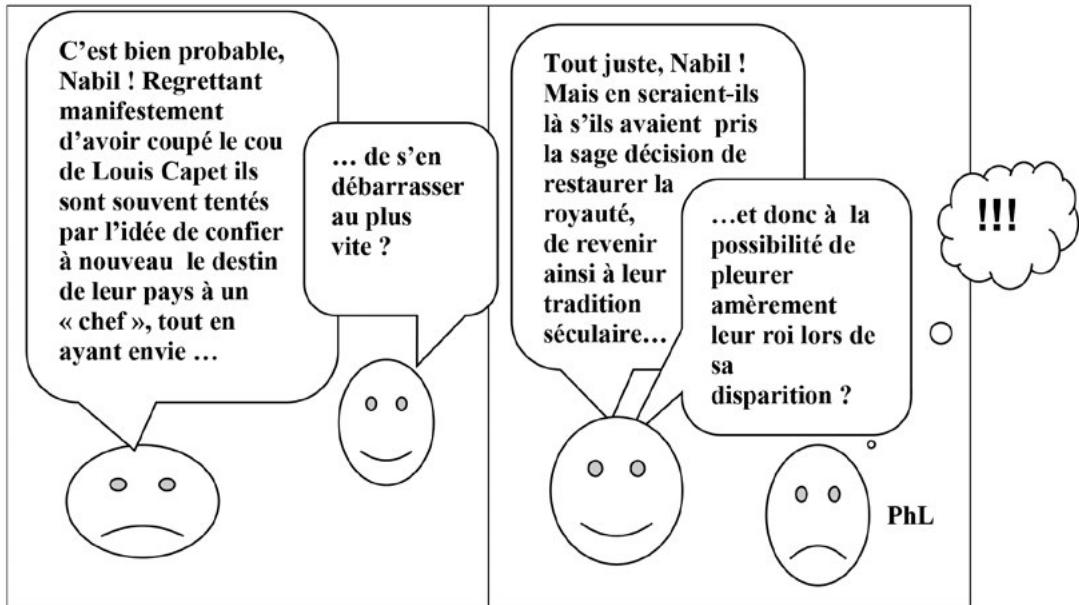 C'est bien probable,
Nabil ! Regrettant
manifestement
d'avoir coupé le cou
de Louis Capet ils
sont souvent tentés
par l'idée de confier
à nouveau le destin
de leur pays à un
« chef », tout en
ayant envie …
… de s'en
débarrasser
au plus
vite ?
Tout juste, Nabil !
Mais en seraient-ils
là s'ils avaient pris
la sage décision de
restaurer la
royauté,
de revenir
ainsi à leur
tradition
séculaire…
…et donc à la
possibilité de
pleurer
amèrement
leur roi lors de
sa
disparition ?
!!!
PhL